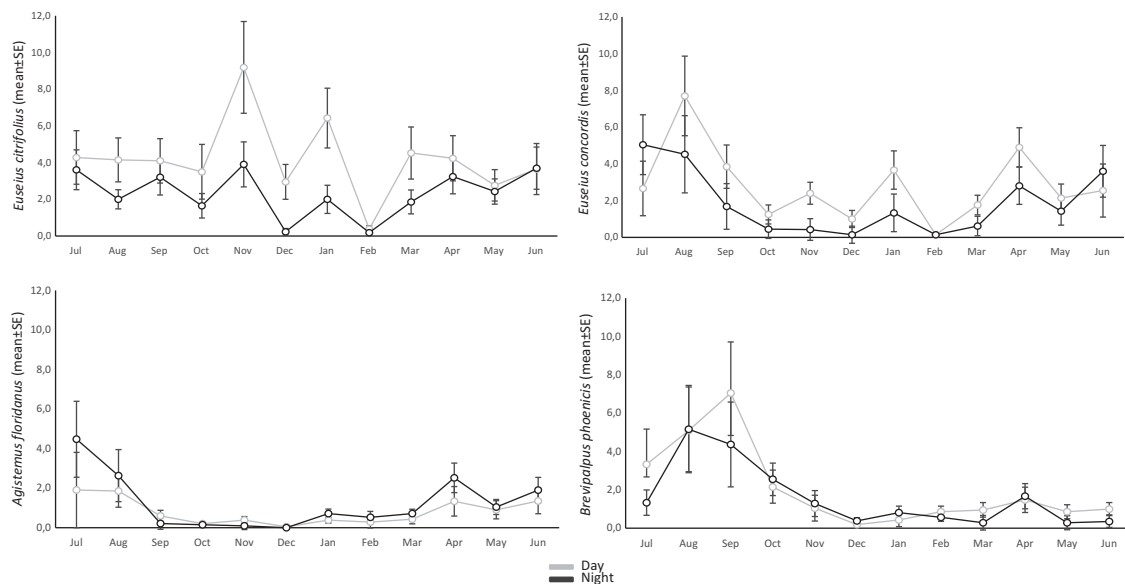 12,0
10,0
8,0
6,0
4,0
2,0
0,0
Euseius citrifolius (mean±SE)
Jul Aug Sep Oct Nov Dec Jan Feb Mar Apr May Jun
12,0
10,0
8,0
6,0
4,0
2,0
0,0
Euseius concordis (mean±SE)
Jul Aug Sep Oct Nov Dec Jan Feb Mar Apr May Jun
12,0
10,0
8,0
6,0
4,0
2,0
0,0
Agistemus floridanus (mean±SE)
Jul Aug Sep Oct Nov Dec Jan Feb Mar Apr May Jun
12,0
10,0
8,0
6,0
4,0
2,0
0,0
Brevipalpus phoenicis (mean±SE)
Jul Aug Sep Oct Nov Dec Jan Feb Mar Apr May Jun
Day
Night